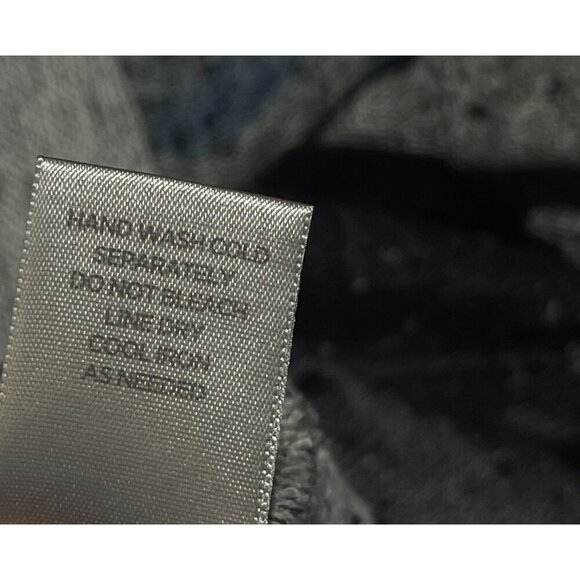 HAND WASH COLD
SEPARATELY
DO NOT BLEACH
LINE DRY
COOL IRON
AS NEEDED